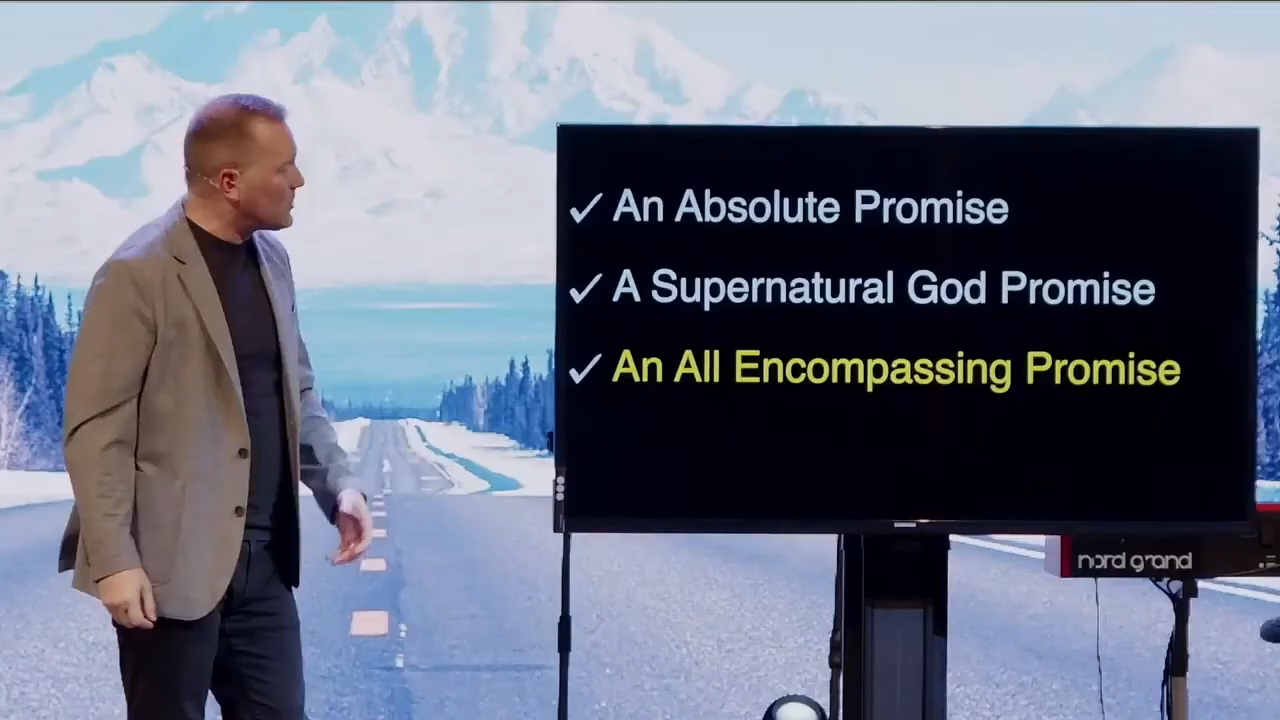 ✓ An Absolute Promise
✓ A Supernatural God Promise
✓ An All Encompassing Promise
nord grand